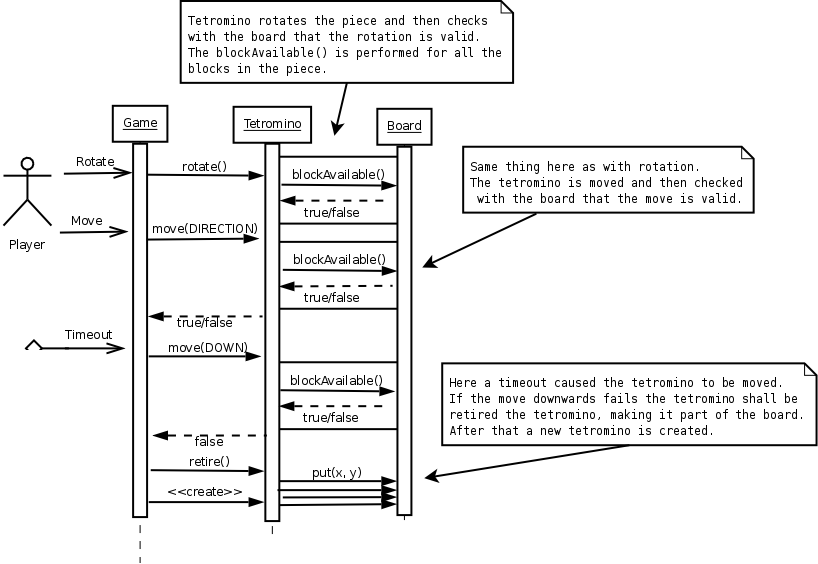 Tetromino rotates the piece and then checks
with the board that the rotation is valid.
The blockAvailable() is performed for all the
blocks in the piece.
Game
Tetromino
Board
Rotate
rotate()
blockAvailable()
true/false
Same thing here as with rotation.
The tetromino is moved and then checked
with the board that the move is valid.
Player
Move
move(DIRECTION)
blockAvailable()
true/false
true/false
Timeout
move(DOWN)
blockAvailable()
true/false
false
Here a timeout caused the tetromino to be moved.
If the move downwards fails the tetromino shall be
retired the tetromino, making it part of the board.
After that a new tetromino is created.
retire()
put(x, y)
<<create>>